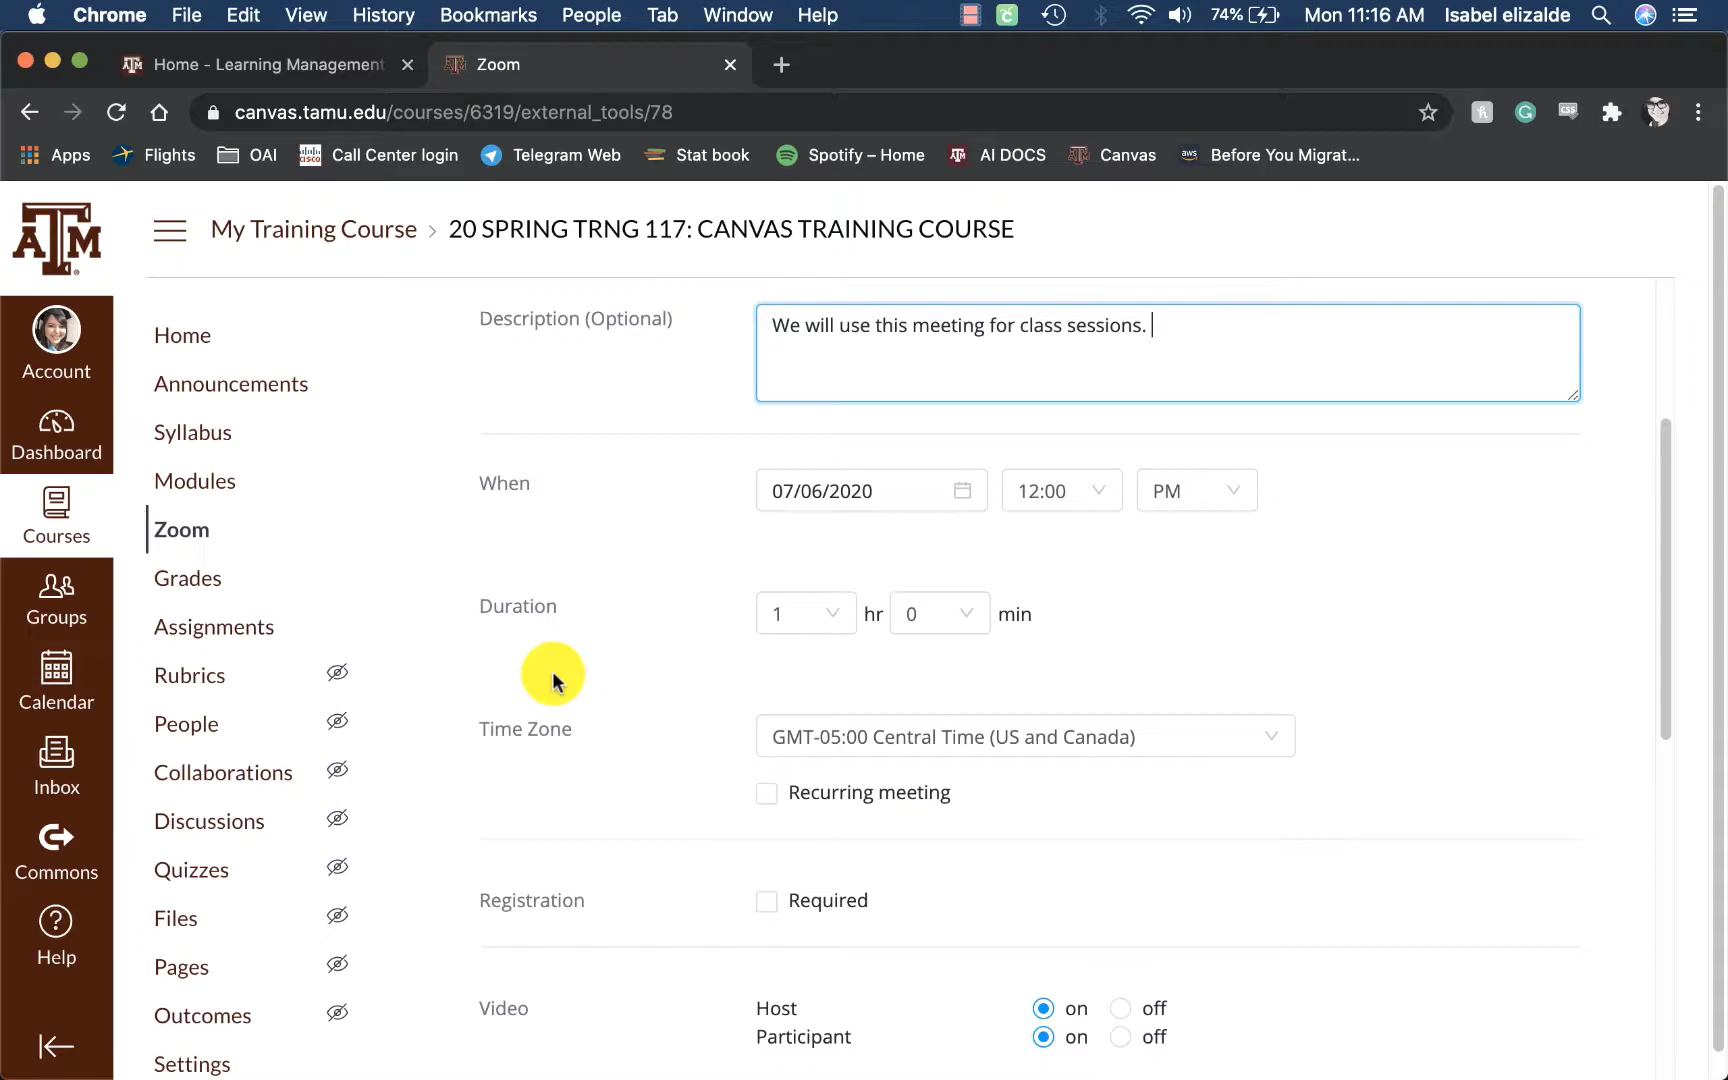 Chrome File Edit View History Bookmarks People Tab Window Help 74% Mon 11:16 AM Isabel elizalde
Home - Learning Management Zoom
canvas.tamu.edu/courses/6319/external_tools/78
Apps Flights OAI Call Center login Telegram Web Stat book Spotify – Home AI DOCS Canvas Before You Migrat...
My Training Course > 20 SPRING TRNG 117: CANVAS TRAINING COURSE
Account
Dashboard
Courses
Groups
Calendar
Inbox
Commons
Help
Home
Announcements
Syllabus
Modules
Zoom
Grades
Assignments
Rubrics
People
Collaborations
Discussions
Quizzes
Files
Pages
Outcomes
Settings
Description (Optional) We will use this meeting for class sessions.
When 07/06/2020 12:00 PM
Duration 1 hr 0 min
Time Zone GMT-05:00 Central Time (US and Canada)
Recurring meeting
Registration Required
Video Host on off
Participant on off